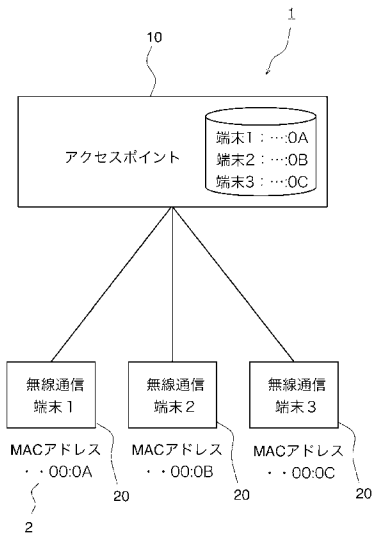 1
10
アクセスポイント
端末1：…:0A
端末2：…:0B
端末3：…:0C
無線通信
端末1
無線通信
端末2
無線通信
端末3
20
20
20
MACアドレス
・・00:0A
MACアドレス
・・00:0B
MACアドレス
・・00:0C
2